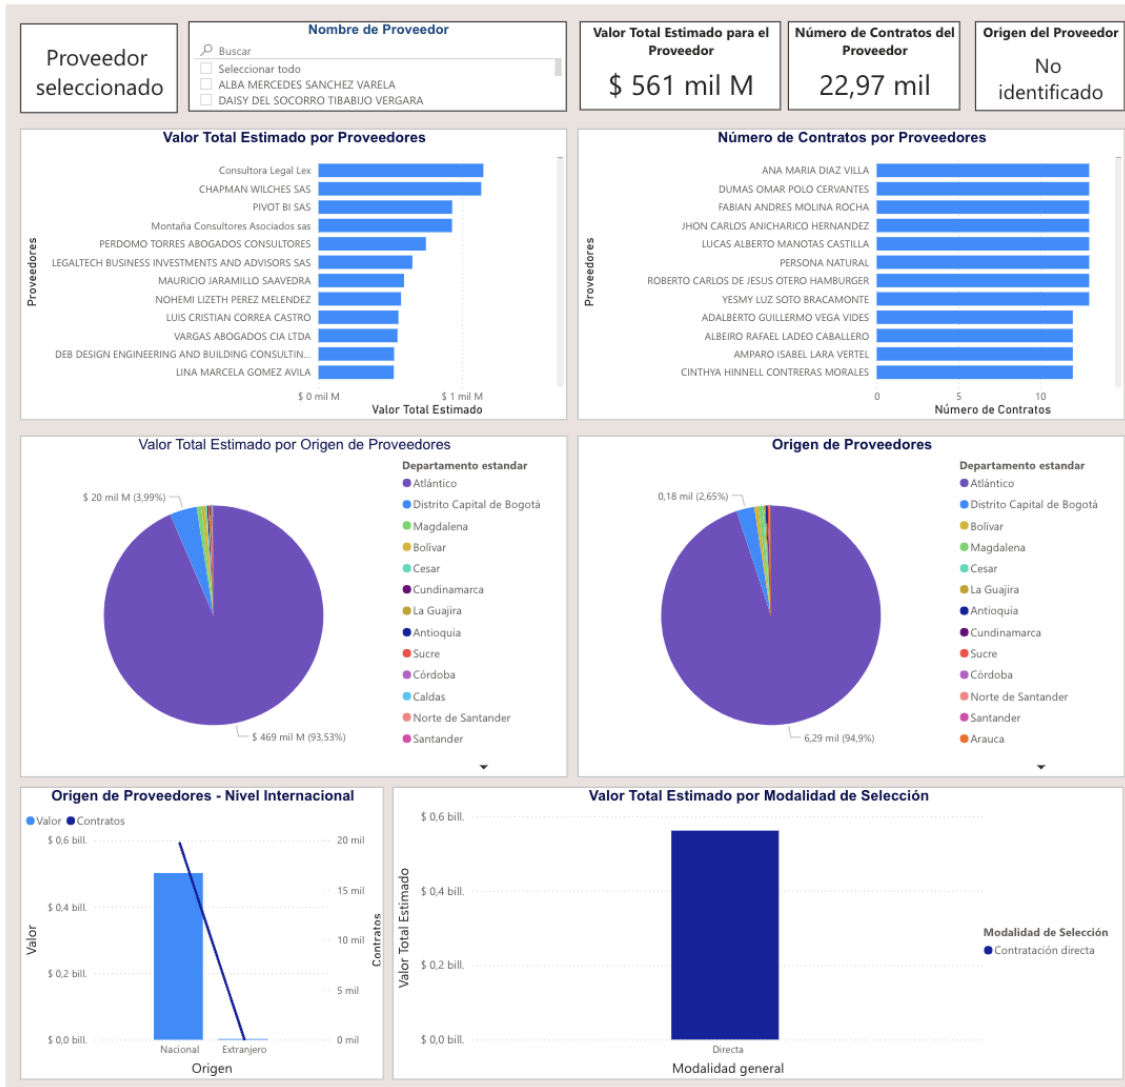 Proveedor
seleccionado
Nombre de Proveedor
Buscar
Seleccionar todo
ALBA MERCEDES SANCHEZ VARELA
DAISY DEL SOCORRO TIBABIJO VERGARA
Valor Total Estimado para el
Proveedor
$ 561 mil M
Número de Contratos del
Proveedor
22,97 mil
Origen del Proveedor
No
identificado
Valor Total Estimado por Proveedores
Proveedores
Consultora Legal Lex
CHAPMAN WILCHES SAS
PIVOT BI SAS
Montaña Consultores Asociados sas
PERDOMO TORRES ABOGADOS CONSULTORES
LEGALTECH BUSINESS INVESTMENTS AND ADVISORS SAS
MAURICIO JARAMILLO SAAVEDRA
NOHEMI LIZETH PEREZ MELENDEZ
LUIS CRISTIAN CORREA CASTRO
VARGAS ABOGADOS CIA LTDA
DEB DESIGN ENGINEERING AND BUILDING CONSULTIN...
LINA MARCELA GOMEZ AVILA
$ 0 mil M $ 1 mil M
Valor Total Estimado
Número de Contratos por Proveedores
Proveedores
ANA MARIA DIAZ VILLA
DUMAS OMAR POLO CERVANTES
FABIAN ANDRES MOLINA ROCHA
JHON CARLOS ANICHARICO HERNANDEZ
LUCAS ALBERTO MANOTAS CASTILLA
PERSONA NATURAL
ROBERTO CARLOS DE JESUS OTERO HAMBURGER
YESMY LUZ SOTO BRACAMONTE
ADALBERTO GUILLERMO VEGA VIDES
ALBEIRO RAFAEL LADEO CABALLERO
AMPARO ISABEL LARA VERTEL
CINTHYA HINNELL CONTRERAS MORALES
0 5 10
Número de Contratos
Valor Total Estimado por Origen de Proveedores
$ 20 mil M (3,99%)
$ 469 mil M (93,53%)
Departamento estandar
Atlántico
Distrito Capital de Bogotá
Magdalena
Bolívar
Cesar
Cundinamarca
La Guajira
Antioquia
Sucre
Córdoba
Caldas
Norte de Santander
Santander
Origen de Proveedores
0,18 mil (2,65%)
6,29 mil (94,9%)
Departamento estandar
Atlántico
Distrito Capital de Bogotá
Bolívar
Magdalena
Cesar
La Guajira
Antioquia
Cundinamarca
Sucre
Córdoba
Norte de Santander
Santander
Arauca
Origen de Proveedores - Nivel Internacional
Valor Contratos
Valor
$ 0,6 bill.
$ 0,4 bill.
$ 0,2 bill.
$ 0,0 bill.
20 mil
15 mil
10 mil
5 mil
0 mil
Contratos
Nacional Extranjero
Origen
Valor Total Estimado por Modalidad de Selección
Valor Total Estimado
$ 0,6 bill.
$ 0,4 bill.
$ 0,2 bill.
$ 0,0 bill.
Directa
Modalidad general
Modalidad de Selección
Contratación directa